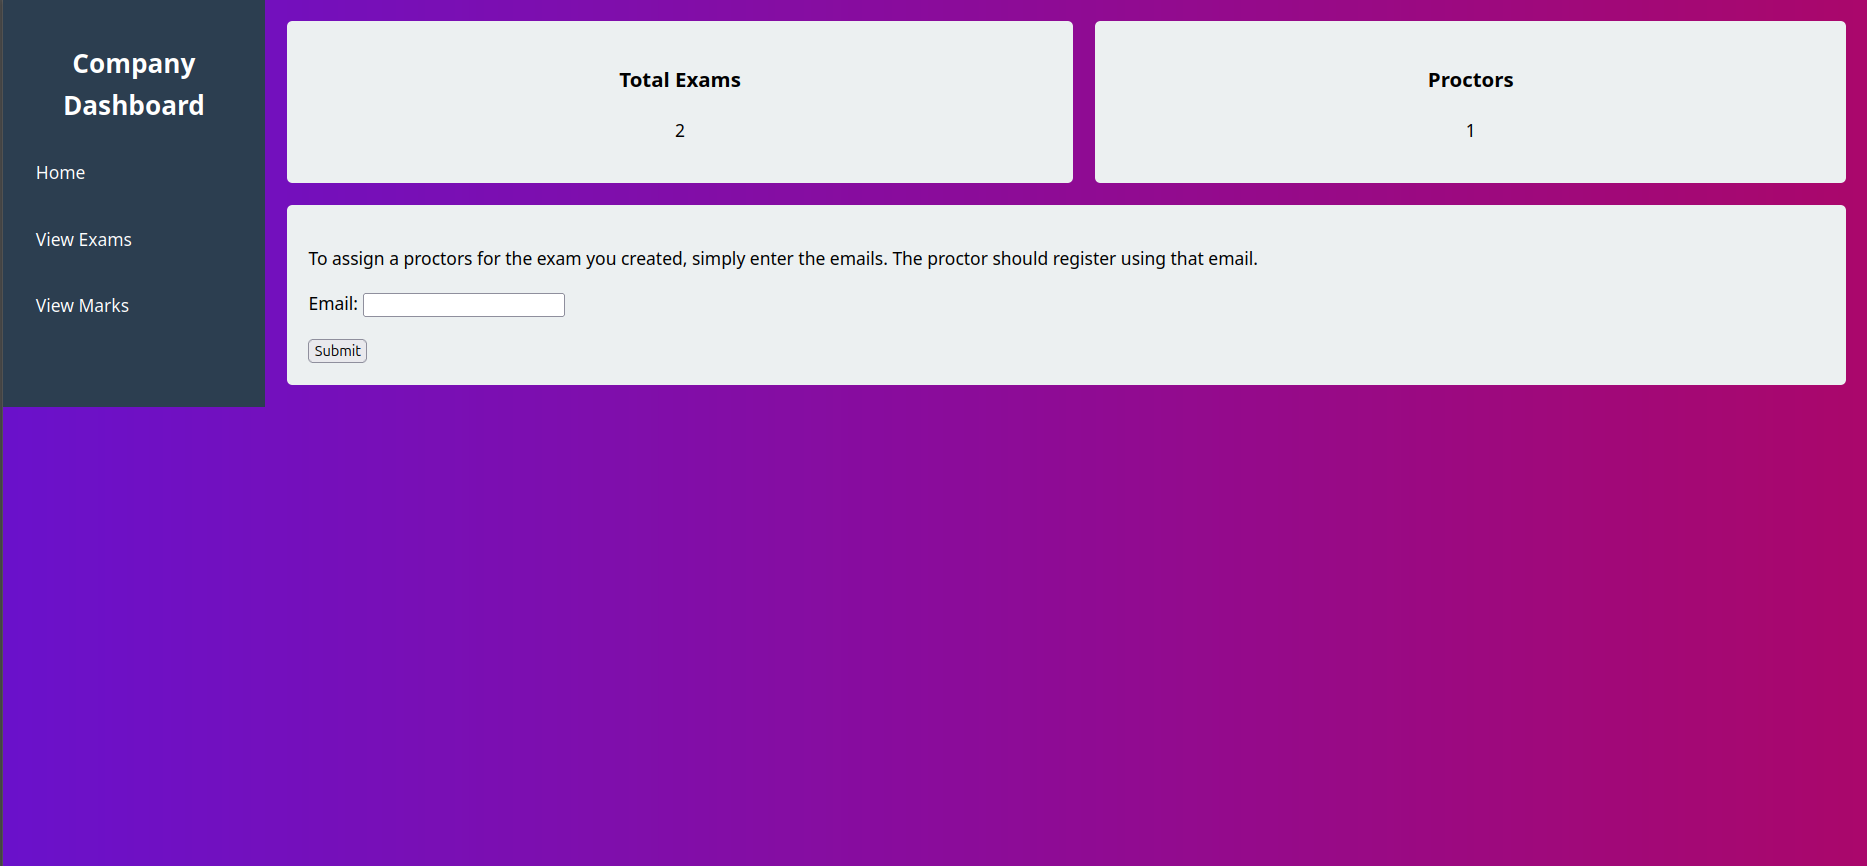 Company
Dashboard
Home
View Exams
View Marks
Total Exams
2
Proctors
1
To assign a proctors for the exam you created, simply enter the emails. The proctor should register using that email.
Email:
Submit